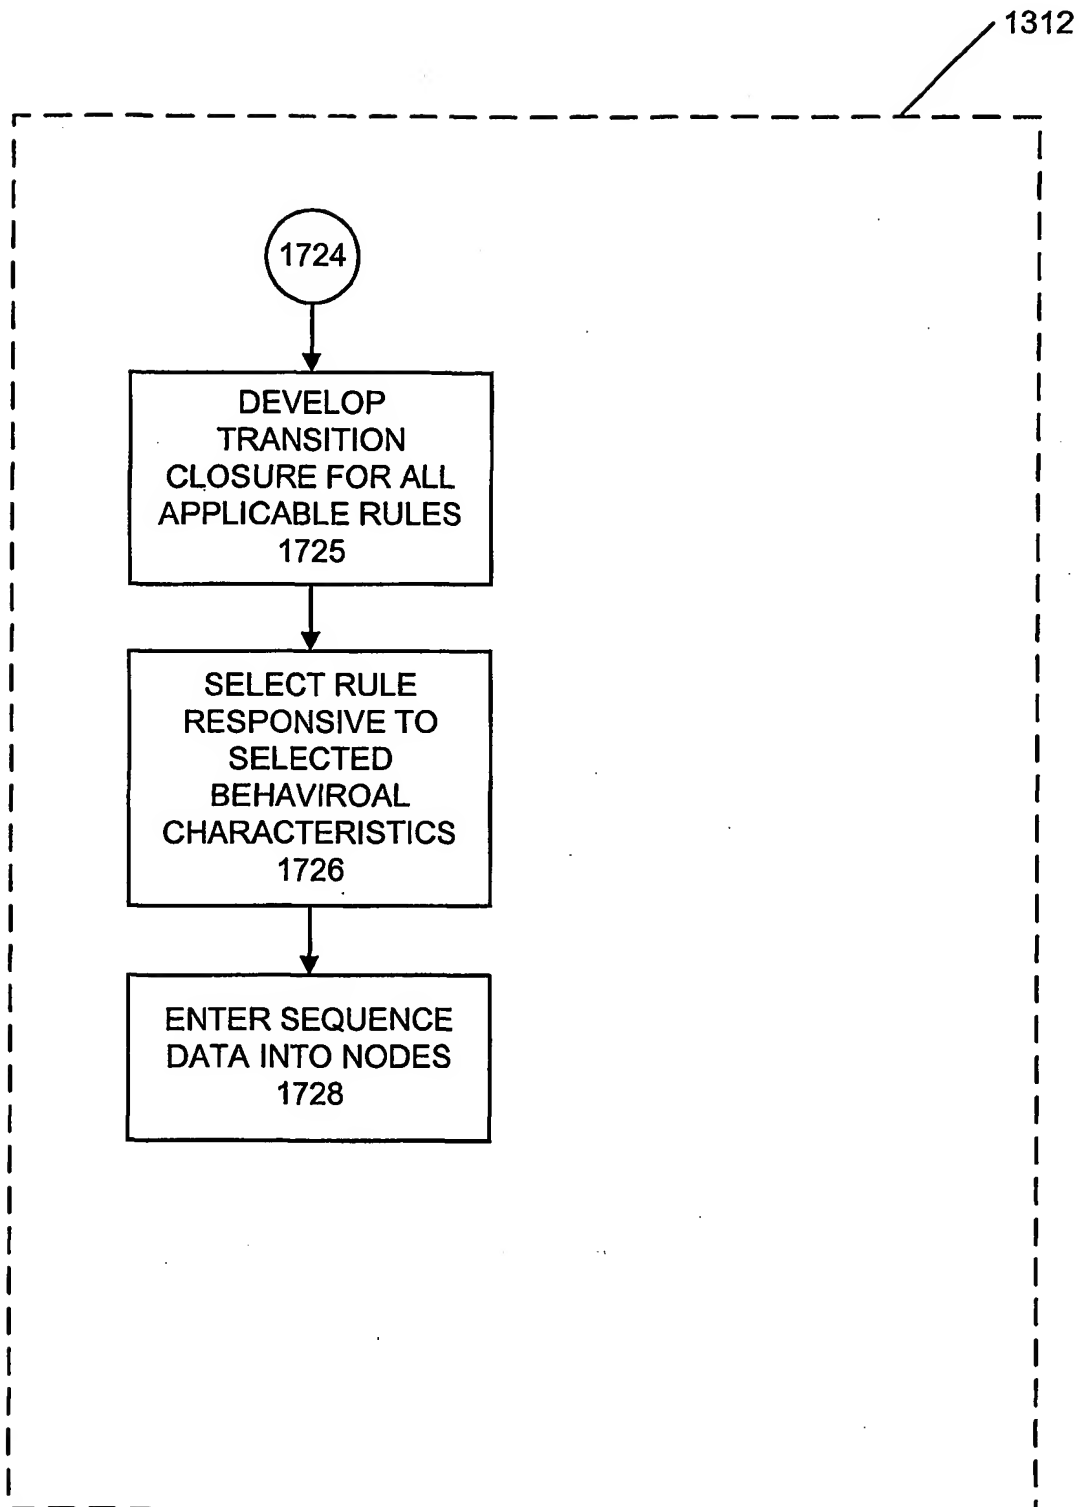 1312
1724
DEVELOP
TRANSITION
CLOSURE FOR ALL
APPLICABLE RULES
1725
SELECT RULE
RESPONSIVE TO
SELECTED
BEHAVIROAL
CHARACTERISTICS
1726
ENTER SEQUENCE
DATA INTO NODES
1728